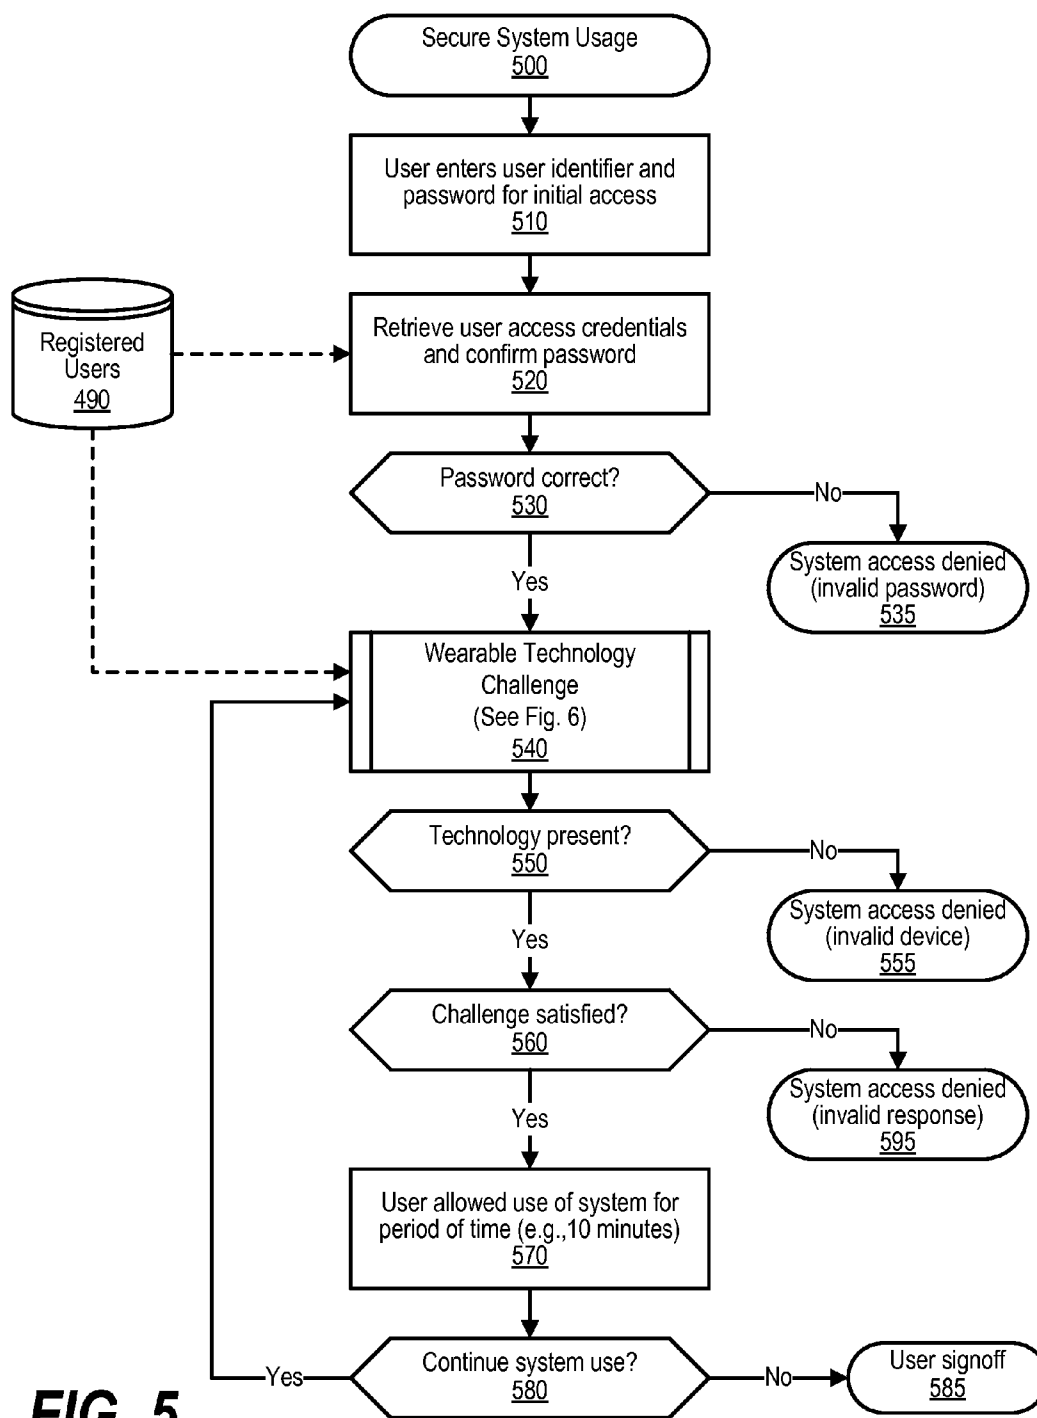 Secure System Usage
500
User enters user identifier and
password for initial access
510
Registered
Users
490
Retrieve user access credentials
and confirm password
520
Password correct?
530
No
System access denied
(invalid password)
535
Yes
Wearable Technology
Challenge
(See Fig. 6)
540
Technology present?
550
No
System access denied
(invalid device)
555
Yes
Challenge satisfied?
560
No
System access denied
(invalid response)
595
Yes
User allowed use of system for
period of time (e.g.,10 minutes)
570
Continue system use?
580
Yes
No
User signoff
585
FIG. 5